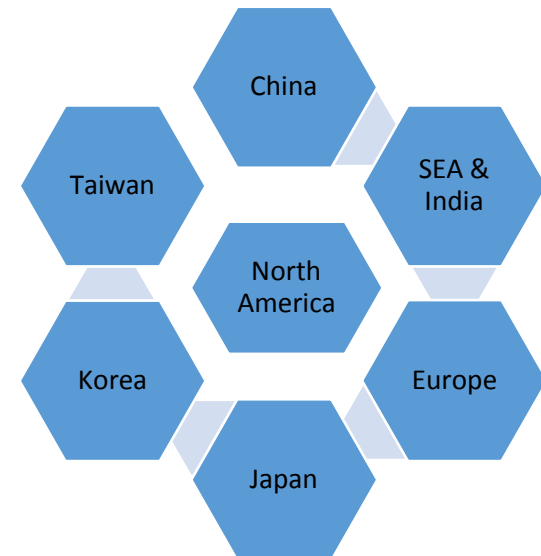 China
Taiwan
SEA &
India
North
America
Korea
Europe
Japan